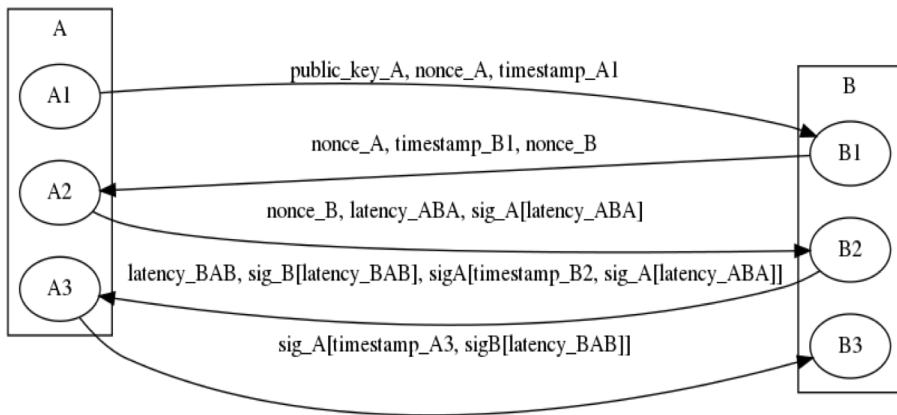 A
A1
public_key_A, nonce_A, timestamp_A1
B
B1
nonce_A, timestamp_B1, nonce_B
A2
nonce_B, latency_ABA, sig_A[latency_ABA]
B2
A3
latency_BAB, sig_B[latency_BAB], sigA[timestamp_B2, sig_A[latency_ABA]]
sig_A[timestamp_A3, sigB[latency_BAB]]
B3